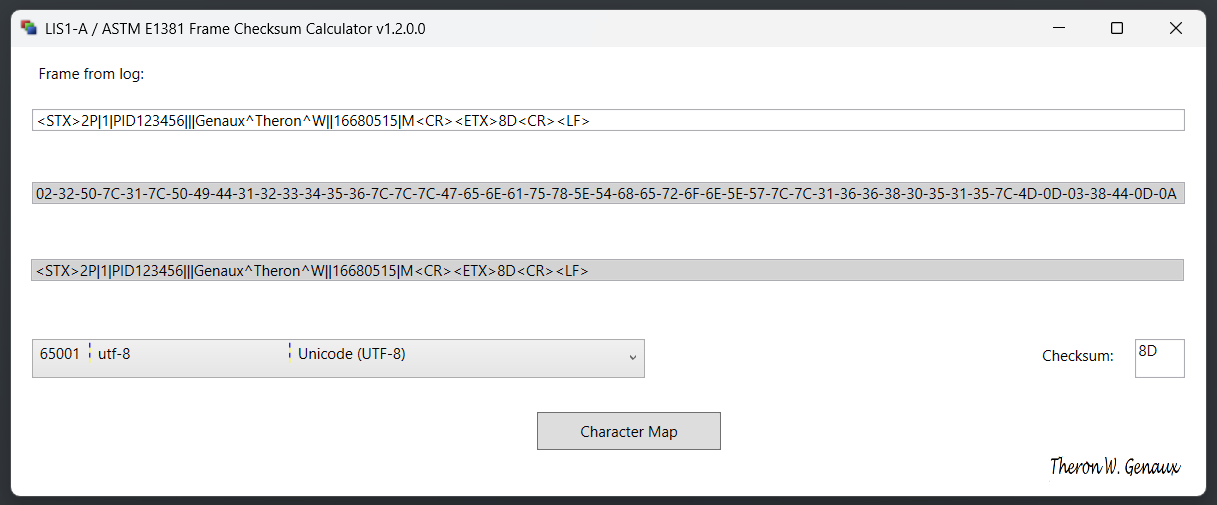 LIS1-A / ASTM E1381 Frame Checksum Calculator v1.2.0.0
Frame from log:
<STX>2P|1|PID123456|||Genaux^Theron^W||16680515|M<CR><ETX>8D<CR><LF>
02-32-50-7C-31-7C-50-49-44-31-32-33-34-35-36-7C-7C-7C-47-65-6E-61-75-78-5E-54-68-65-72-6F-6E-5E-57-7C-7C-31-36-36-38-30-35-31-35-7C-4D-0D-03-38-44-0D-0A
<STX>2P|1|PID123456|||Genaux^Theron^W||16680515|M<CR><ETX>8D<CR><LF>
65001 ¦ utf-8 ¦ Unicode (UTF-8) Checksum: 8D
Character Map
Theron W. Genaux